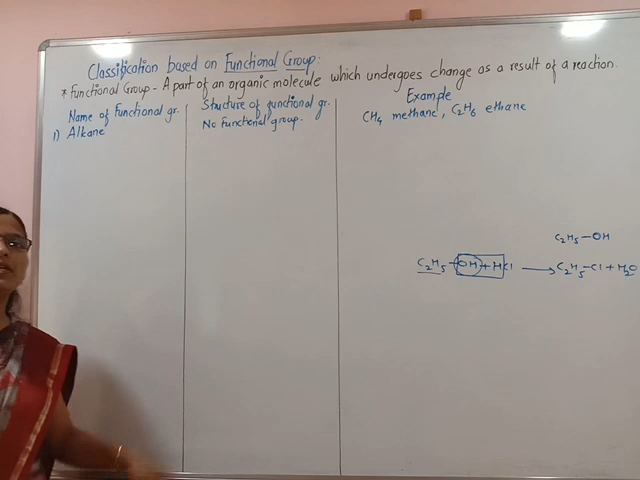 Classification based on Functional Group:
* Functional Group - A part of an organic molecule which undergoes change as a result of a reaction.
Name of Functional gr.
1) Alkane
Structure of functional gr.
No functional group.
Example
CH₄ methane, C₂H₆ ethane
C₂H₅-OH
C₂H₅-OH + HCl → C₂H₅-Cl + H₂O